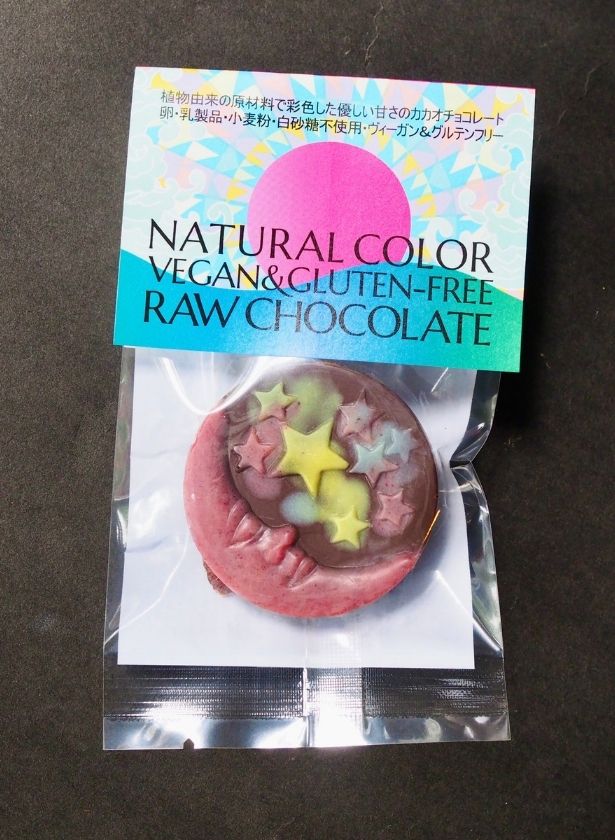 植物由来の原材料で彩色した優しい甘さのカカオチョコレート
卵・乳製品・小麦粉・白砂糖不使用・ヴィーガン&グルテンフリー
NATURAL COLOR
VEGAN&GLUTEN-FREE
RAW CHOCOLATE